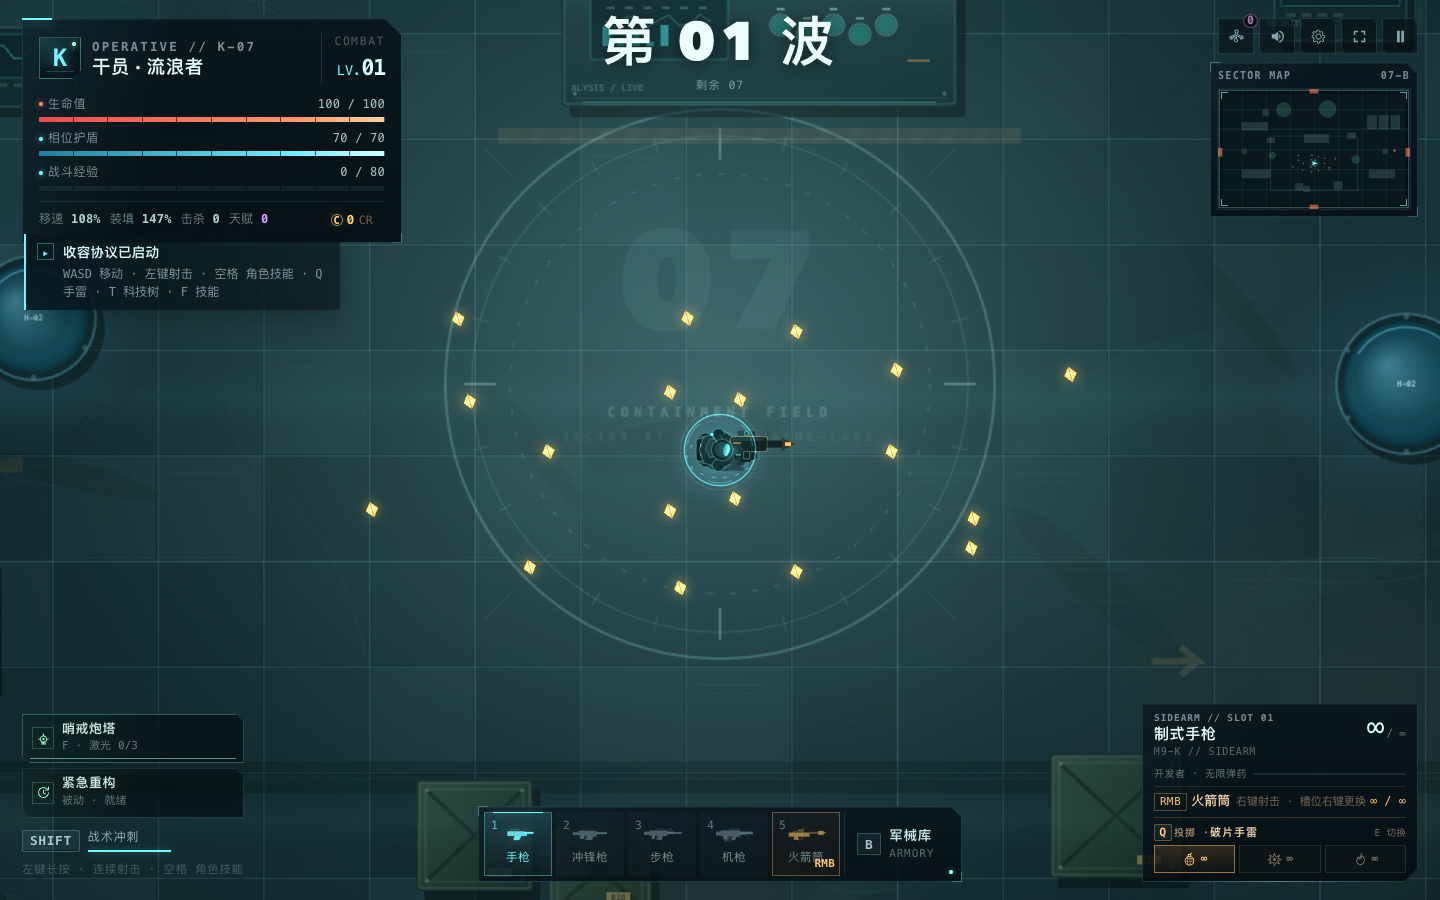 K
OPERATIVE // K-07
干员·流浪者
COMBAT
LV.01
生命值 100 / 100
相位护盾 70 / 70
战斗经验 0 / 80
移速 108% 装填 147% 击杀 0 天赋 0
C 0 CR
收容协议已启动
WASD 移动 · 左键射击 · 空格 角色技能 · Q
手雷 · T 科技树 · F 技能
H-02
第 01 波
剩余 07
ALYSIS / LIVE
0
SECTOR MAP 07-B
07
CONTAINMENT FIELD
SECTOR 07
ENE-LABS
H-02
哨戒炮塔
F · 激光 0/3
紧急重构
被动 · 就绪
SHIFT 战术冲刺
左键长按 · 连续射击 · 空格 角色技能
1 手枪
2 冲锋枪
3 步枪
4 机枪
5 火箭筒 RMB
B 军械库
ARMORY
SIDEARM // SLOT 01
制式手枪
∞ / ∞
M9-K // SIDEARM
开发者 · 无限弹药
RMB 火箭筒 右键射击 · 槽位右键更换 ∞ / ∞
Q 投掷 · 破片手雷 E 切换
∞ ∞ ∞